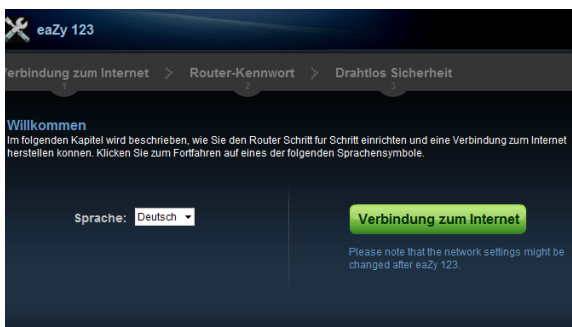 eaZy 123
Verbindung zum Internet > Router-Kennwort > Drahtlos Sicherheit
1 2 3
Willkommen
Im folgenden Kapitel wird beschrieben, wie Sie den Router Schritt fur Schritt einrichten und eine Verbindung zum Internet
herstellen konnen. Klicken Sie zum Fortfahren auf eines der folgenden Sprachensymbole.
Sprache: Deutsch
Verbindung zum Internet
Please note that the network settings might be
changed after eaZy 123.